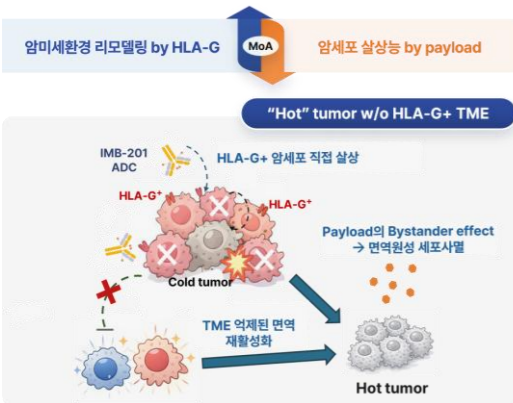 암미세환경 리모델링 by HLA-G
MoA
암세포 살상능 by payload
“Hot” tumor w/o HLA-G+ TME
IMB-201
ADC
HLA-G+ 암세포 직접 살상
HLA-G⁺
HLA-G⁺
Payload의 Bystander effect
→ 면역원성 세포사멸
Cold tumor
TME 억제된 면역
재활성화
Hot tumor